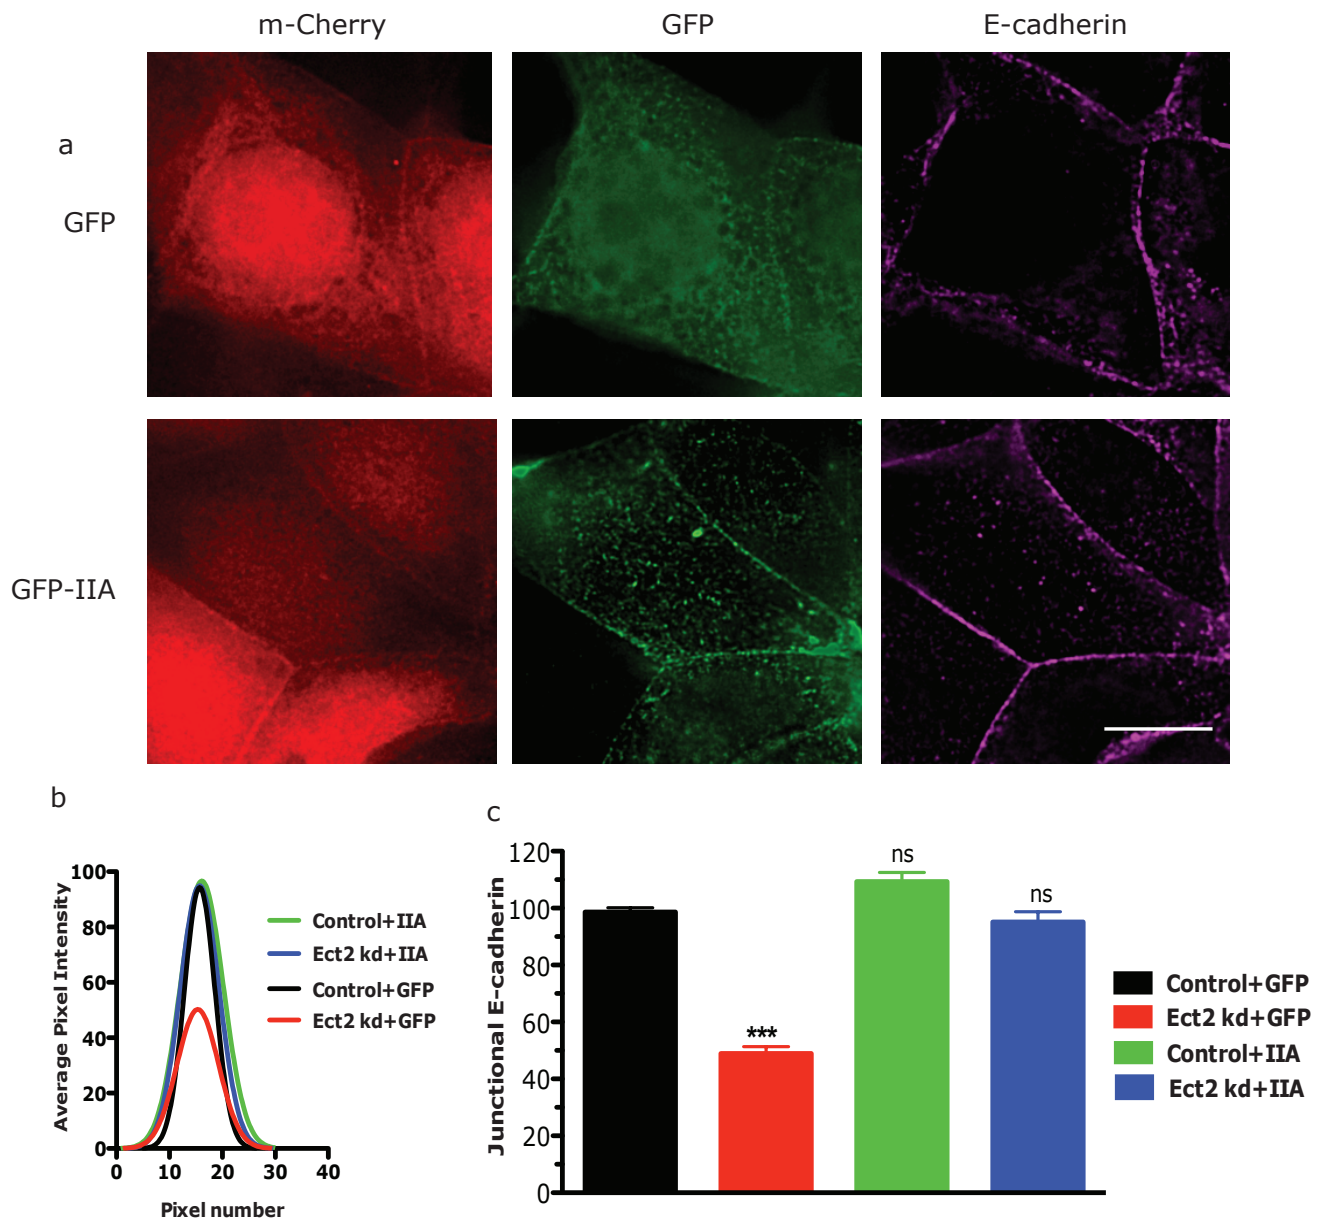 m-Cherry GFP E-cadherin
a
GFP
GFP-IIA
b
100
80
60
40
20
0
0 10 20 30 40
Average Pixel Intensity
Pixel number
Control+IIA
Ect2 kd+IIA
Control+GFP
Ect2 kd+GFP
c
120
100
80
60
40
20
0
Junctional E-cadherin
***
ns
ns
Control+GFP
Ect2 kd+GFP
Control+IIA
Ect2 kd+IIA